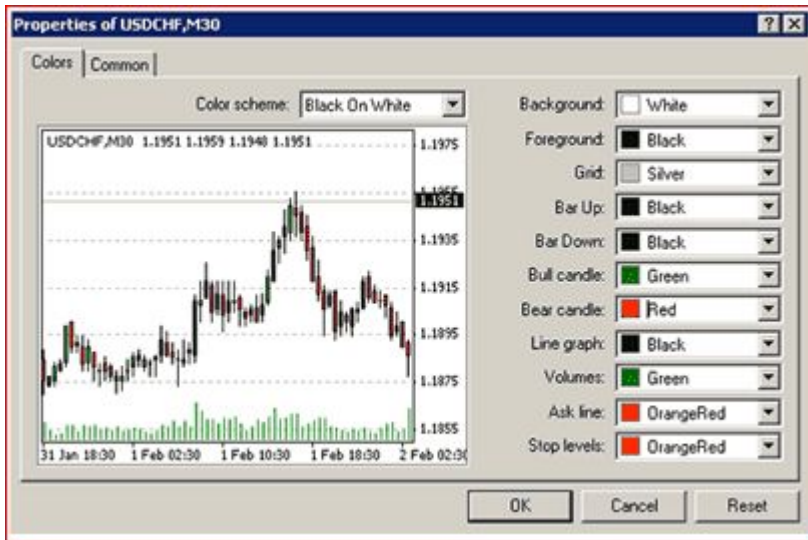 Properties of USDCHF,M30
Colors Common
Color scheme: Black On White
USDCHF,M30 1.1951 1.1959 1.1948 1.1951
1.1975
1.1955
1.1951
1.1935
1.1915
1.1895
1.1875
1.1855
31 Jan 18:30 1 Feb 02:30 1 Feb 10:30 1 Feb 18:30 2 Feb 02:30
Background: White
Foreground: Black
Grid: Silver
Bar Up: Black
Bar Down: Black
Bull candle: Green
Bear candle: Red
Line graph: Black
Volumes: Green
Ask line: OrangeRed
Stop levels: OrangeRed
OK Cancel Reset